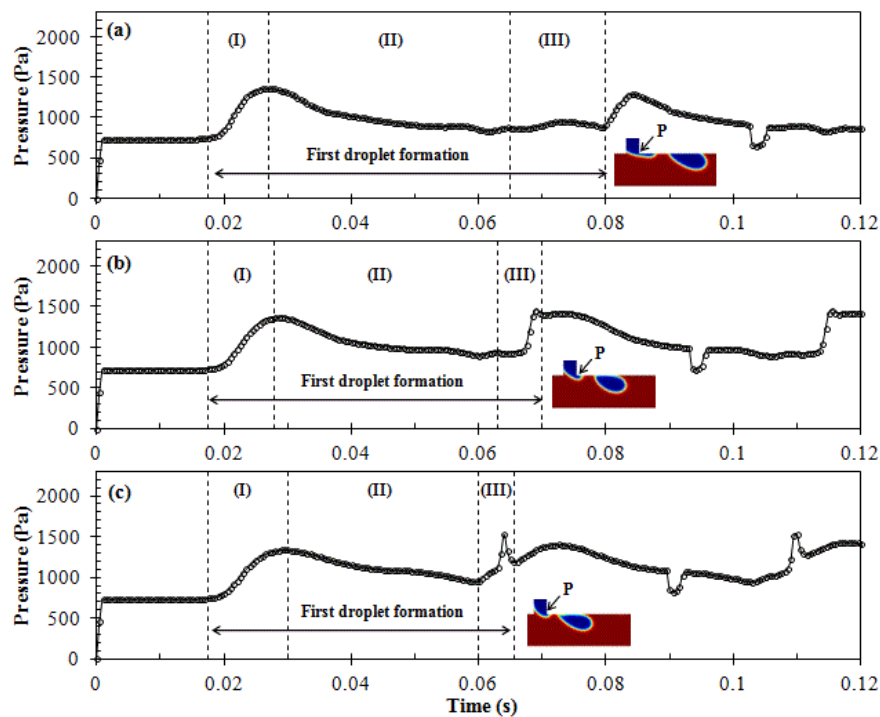 (a)
(I)
(II)
(III)
2000
1500
1000
500
0
Pressure (Pa)
First droplet formation
P
0 0.02 0.04 0.06 0.08 0.1 0.12
(b)
(I)
(II)
(III)
2000
1500
1000
500
0
Pressure (Pa)
First droplet formation
P
0 0.02 0.04 0.06 0.08 0.1 0.12
(c)
(I)
(II)
(III)
2000
1500
1000
500
0
Pressure (Pa)
First droplet formation
P
0 0.02 0.04 0.06 0.08 0.1 0.12
Time (s)